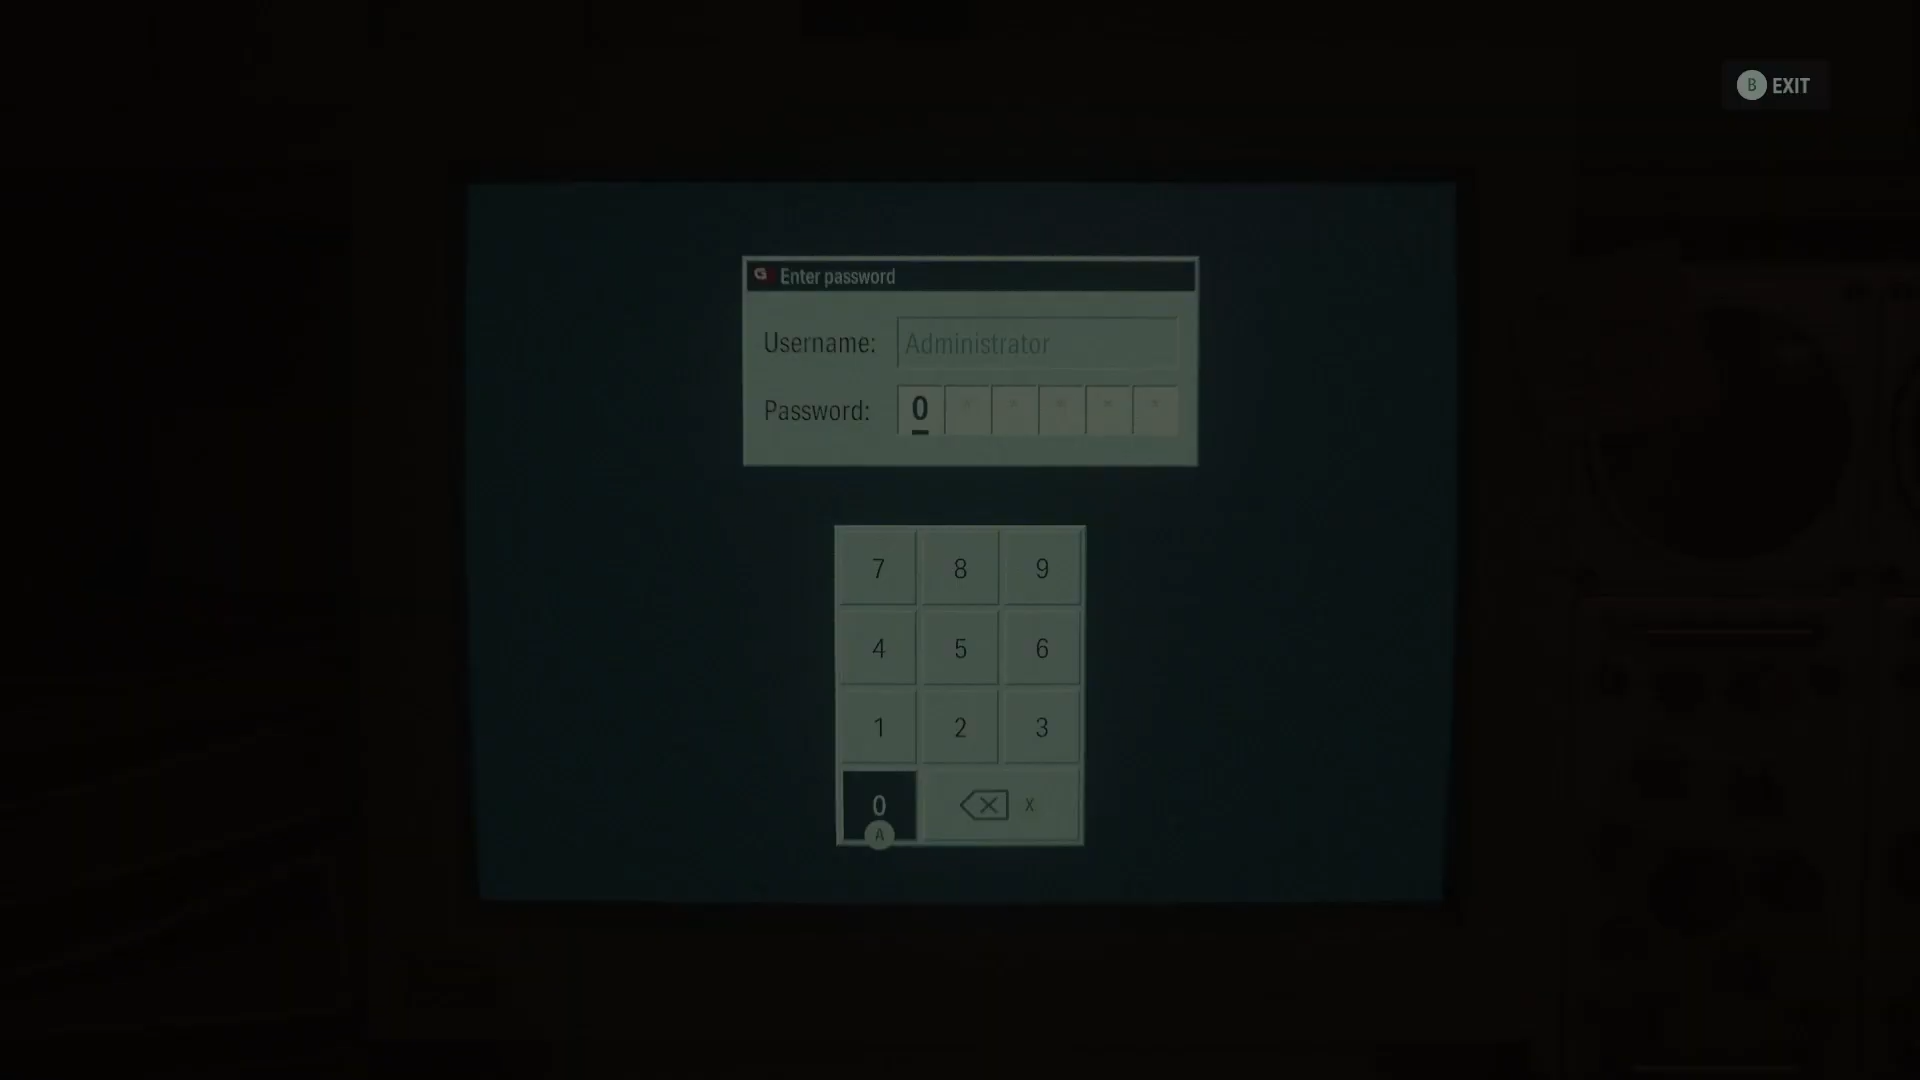 B EXIT
G Enter password
Username: Administrator
Password: 0 * * * * *
7 8 9
4 5 6
1 2 3
0 X
A